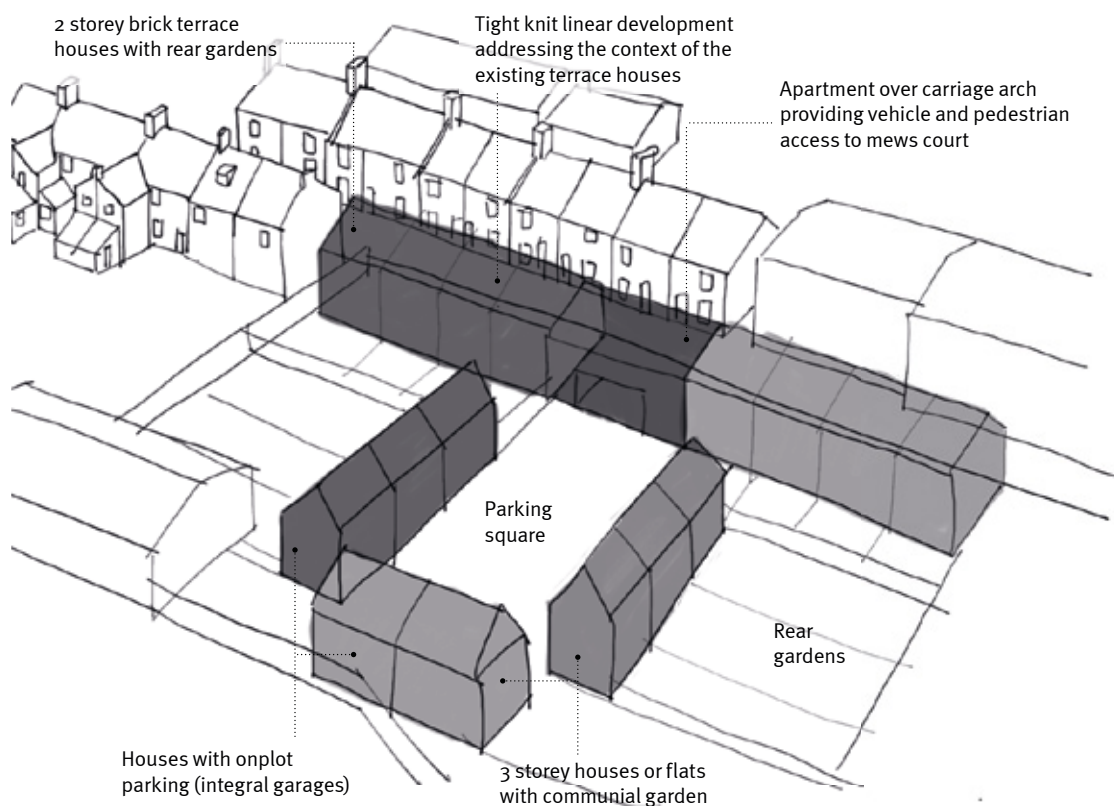 2 storey brick terrace
houses with rear gardens
Tight knit linear development
addressing the context of the
existing terrace houses
Apartment over carriage arch
providing vehicle and pedestrian
access to mews court
Parking
square
Rear
gardens
Houses with onplot
parking (integral garages)
3 storey houses or flats
with communal garden